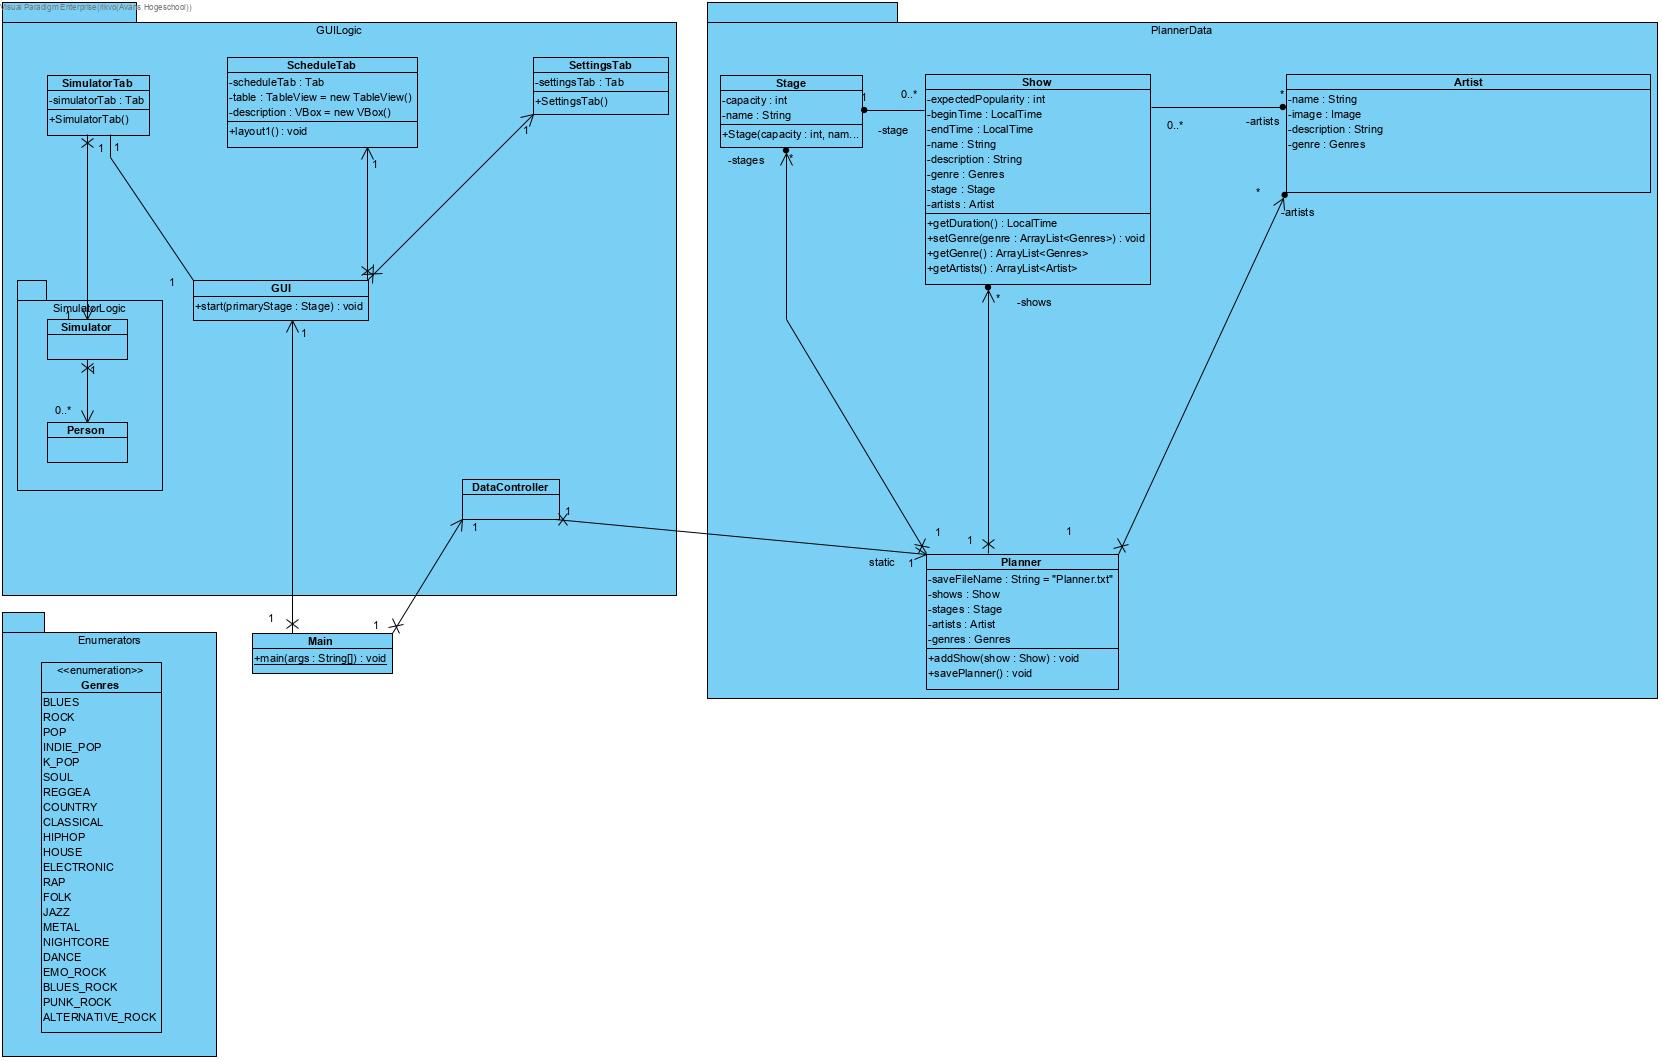 Visual Paradigm Enterprise(rikvo(Avans Hogeschool))
GUILogic
SimulatorTab
-simulatorTab : Tab
+SimulatorTab()
ScheduleTab
-scheduleTab : Tab
-table : TableView = new TableView()
-description : VBox = new VBox()
+layout1() : void
SettingsTab
-settingsTab : Tab
+SettingsTab()
1
1
1
1
1
1
GUI
+start(primaryStage : Stage) : void
1
SimulatorLogic
1
Simulator
1
0..*
Person
DataController
1
1
1
1
Main
+main(args : String[]) : void
Enumerators
<<enumeration>>
Genres
BLUES
ROCK
POP
INDIE_POP
K_POP
SOUL
REGGEA
COUNTRY
CLASSICAL
HIPHOP
HOUSE
ELECTRONIC
RAP
FOLK
JAZZ
METAL
NIGHTCORE
DANCE
EMO_ROCK
BLUES_ROCK
PUNK_ROCK
ALTERNATIVE_ROCK
PlannerData
Stage
-capacity : int
-name : String
+Stage(capacity : int, nam...
1
0..*
-stage
-stages
*
Show
-expectedPopularity : int
-beginTime : LocalTime
-endTime : LocalTime
-name : String
-description : String
-genre : Genres
-stage : Stage
-artists : Artist
+getDuration() : LocalTime
+setGenre(genre : ArrayList<Genres>) : void
+getGenre() : ArrayList<Genres>
+getArtists() : ArrayList<Artist>
*
-shows
0..*
*
-artists
Artist
-name : String
-image : Image
-description : String
-genre : Genres
*
-artists
1
1
1
static
1
Planner
-saveFileName : String = "Planner.txt"
-shows : Show
-stages : Stage
-artists : Artist
-genres : Genres
+addShow(show : Show) : void
+savePlanner() : void